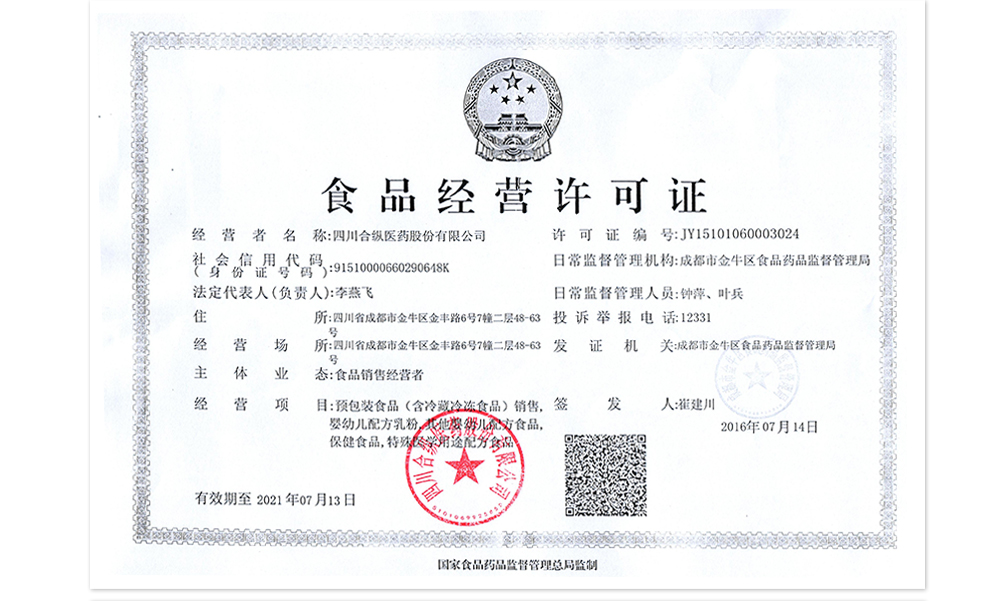 食品经营许可证
经营者名称:四川合纵医药股份有限公司
许可证编号:JY15101060003024
社会信用代码
(身份证号码):91510000660290648K
日常监督管理机构:成都市金牛区食品药品监督管理局
法定代表人(负责人):李燕飞
日常监督管理人员:钟萍、叶兵
住所:四川省成都市金牛区金丰路6号7幢二层48-63
号
投诉举报电话:12331
经营场所:四川省成都市金牛区金丰路6号7幢二层48-63
号
发证机关:成都市金牛区食品药品监督管理局
主体业态:食品销售经营者
经营项目:预包装食品（含冷藏冷冻食品）销售,
婴幼儿配方乳粉,其他婴幼儿配方食品,
保健食品,特殊医学用途配方食品
签发人:崔建川
2016年07月14日
四川合纵医药股份有限公司
有效期至 2021年07月13日
国家食品药品监督管理总局监制